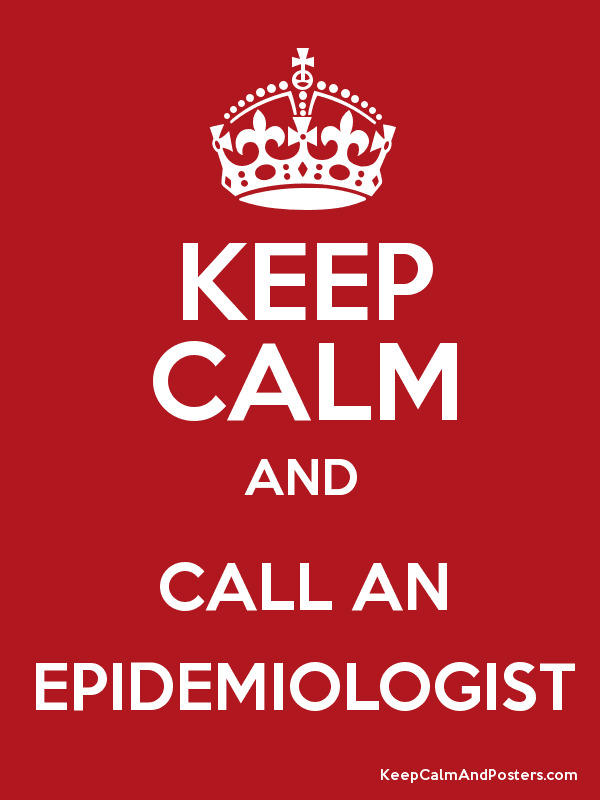 KEEP
CALM
AND
CALL AN
EPIDEMIOLOGIST
KeepCalmAndPosters.com